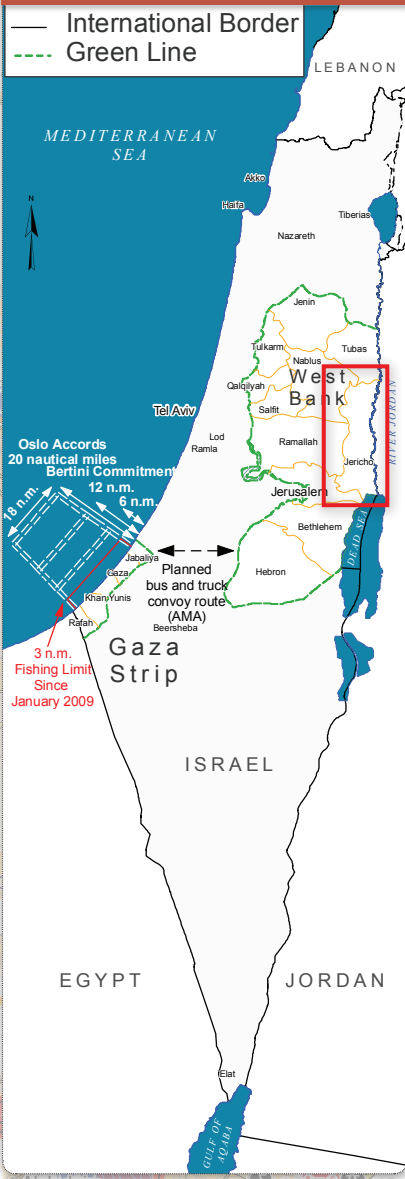 International Border
Green Line
LEBANON
MEDITERRANEAN
SEA
Akko
Haifa
Tiberias
N
Nazareth
Jenin
Tulkarm
Tubas
Nablus
West
Bank
Qalqilyah
Salfit
Tel Aviv
RIVER JORDAN
Lod
Ramla
Ramallah
Jericho
Oslo Accords
20 nautical miles
Bertini Commitment
12 n.m.
6 n.m.
18 n.m.
Jerusalem
Bethlehem
DEAD SEA
Jabaliya
Gaza
Planned
bus and truck
convoy route
(AMA)
Hebron
Khan Yunis
Rafah
Beersheba
Gaza
Strip
3 n.m.
Fishing Limit
Since
January 2009
ISRAEL
EGYPT
JORDAN
Elat
GULF OF
AQABA